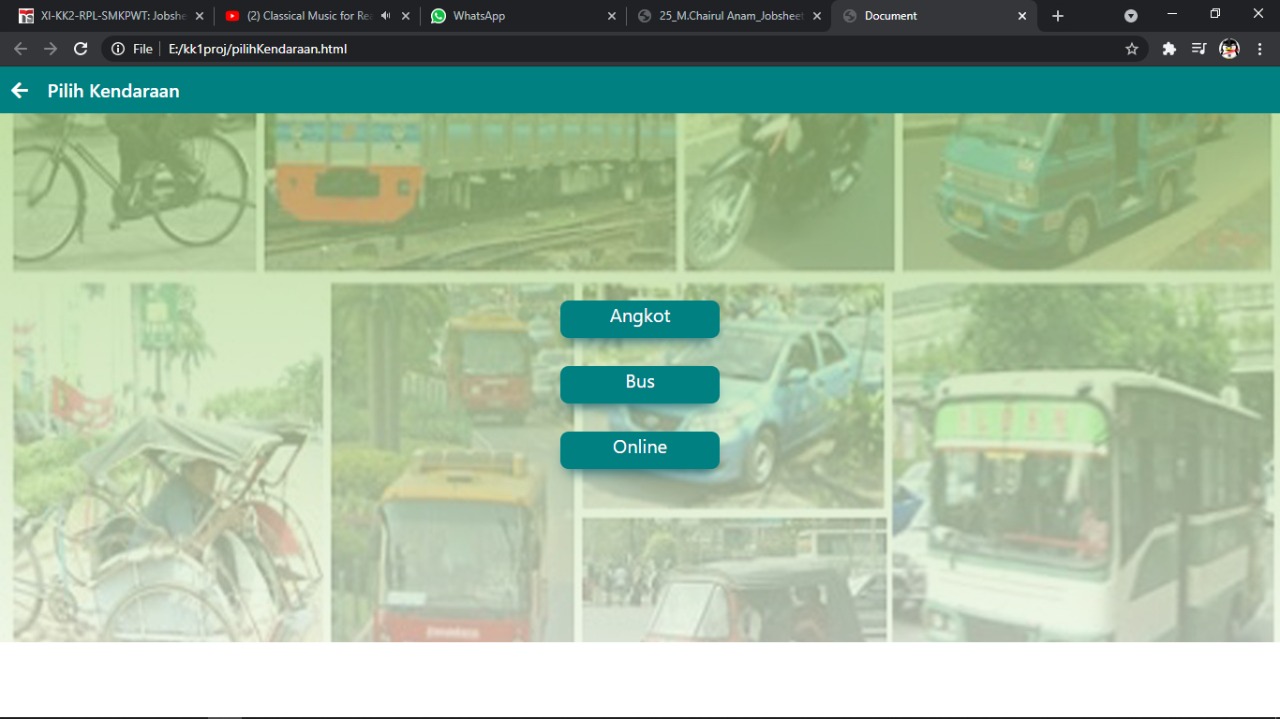 XI-KK2-RPL-SMKPWT: Jobshe
(2) Classical Music for Rea
WhatsApp
25_M.Chairul Anam_Jobsheet
Document
File
E:/kk1proj/pilihKendaraan.html
Pilih Kendaraan
Angkot
Bus
Online